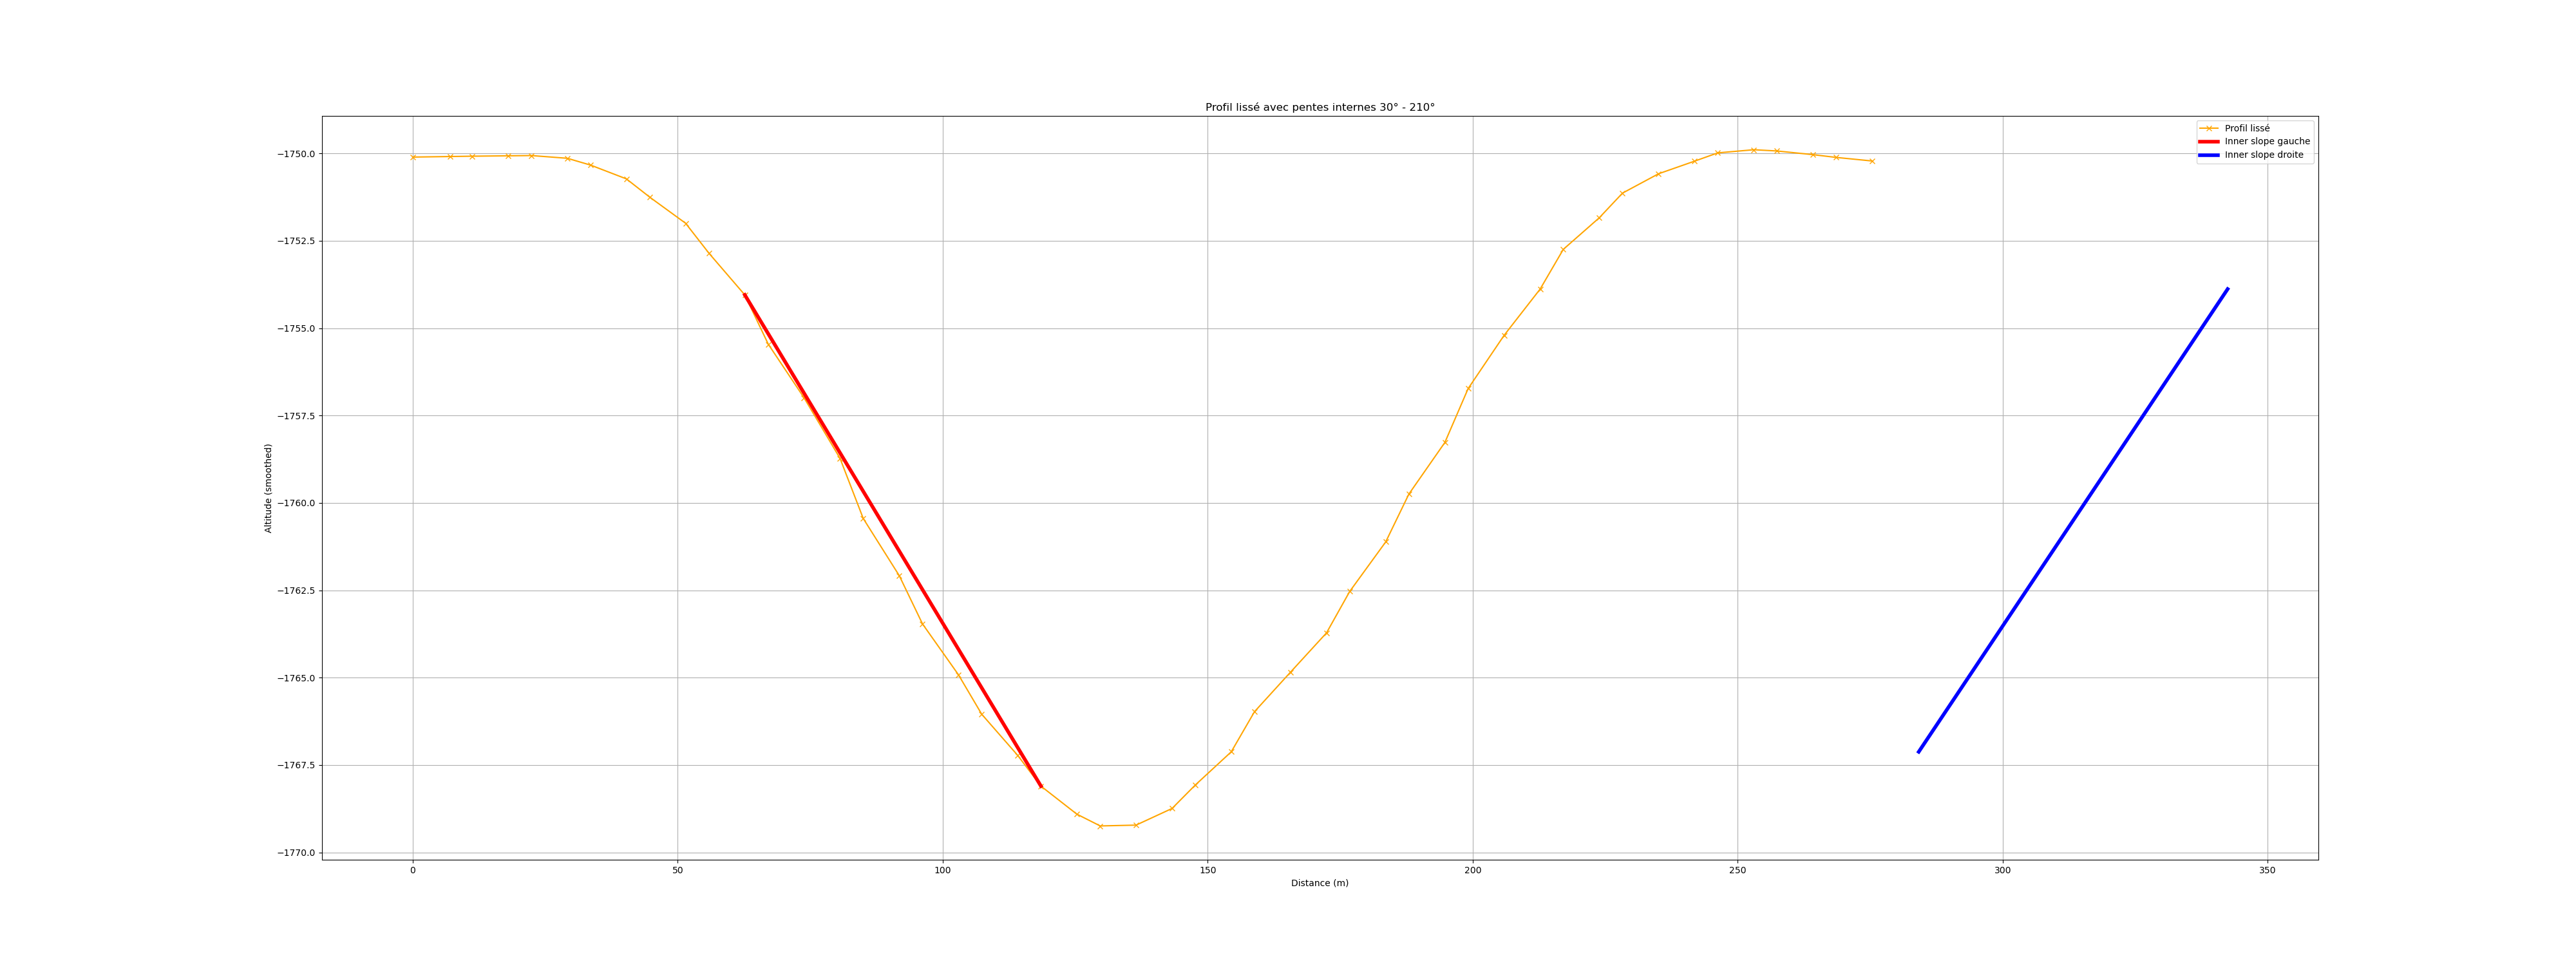 Profil lissé avec pentes internes 30° - 210°
Profil lissé
Inner slope gauche
Inner slope droite
−1750.0
−1752.5
−1755.0
−1757.5
−1760.0
−1762.5
−1765.0
−1767.5
−1770.0
Altitude (smoothed)
0 50 100 150 200 250 300 350
Distance (m)